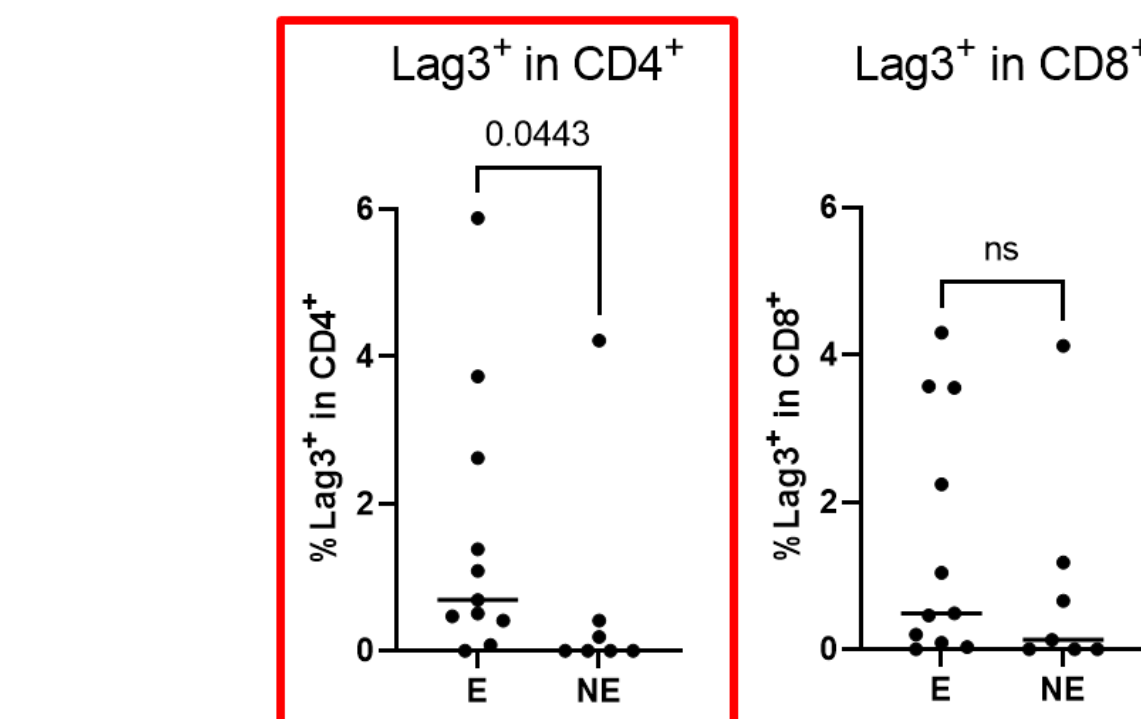 Lag3⁺ in CD4⁺
0.0443
6
4
2
0
% Lag3⁺ in CD4⁺
E
NE
Lag3⁺ in CD8⁺
ns
6
4
2
0
% Lag3⁺ in CD8⁺
E
NE